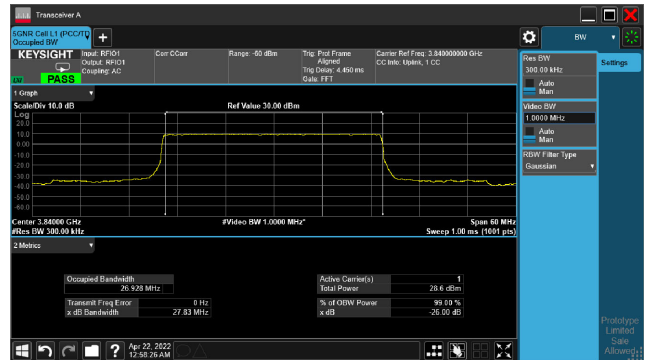 Transceiver A
5GNR Cell L1 (PCC/TD
Occupied BW
KEYSIGHT
Input: RFIO1
Output: RFIO1
Coupling: AC
Corr CCorr
Range: -60 dBm
Trig: Prot Frame
Aligned
Trig Delay: 4.450 ms
Gate: FFT
Carrier Ref Freq: 3.840000000 GHz
CC Info: Uplink, 1 CC
PASS
BW
Settings
Res BW
300.00 kHz
Auto
Man
Video BW
1.0000 MHz
Auto
Man
RBW Filter Type
Gaussian
1 Graph
Scale/Div 10.0 dB
Ref Value 30.00 dBm
Log
20.0
10.0
0.00
-10.0
-20.0
-30.0
-40.0
-50.0
-60.0
Center 3.84000 GHz
#Video BW 1.0000 MHz*
Span 60 MHz
#Res BW 300.00 kHz
Sweep 1.00 ms (1001 pts)
2 Metrics
Occupied Bandwidth
26.928 MHz
Active Carrier(s)
1
Total Power
28.6 dBm
Transmit Freq Error
0 Hz
x dB Bandwidth
27.83 MHz
% of OBW Power
99.00 %
x dB
-26.00 dB
Apr 22, 2022
12:58:26 AM
Prototype
Limited
Sale
Allowed